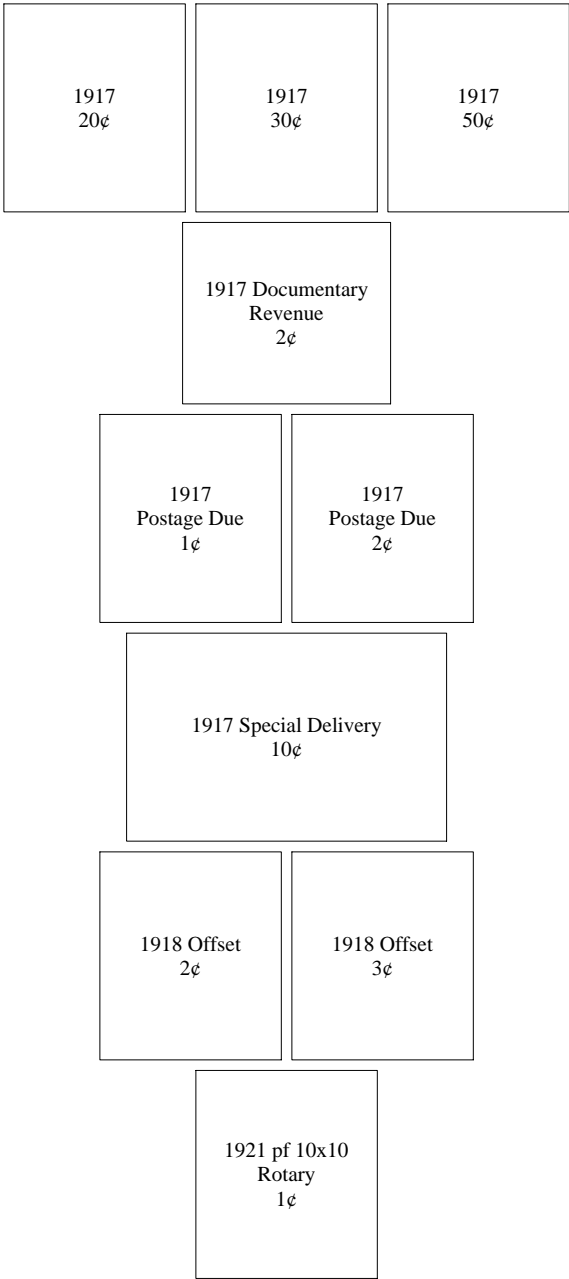 1917
20¢
1917
30¢
1917
50¢
1917 Documentary
Revenue
2¢
1917
Postage Due
1¢
1917
Postage Due
2¢
1917 Special Delivery
10¢
1918 Offset
2¢
1918 Offset
3¢
1921 pf 10x10
Rotary
1¢